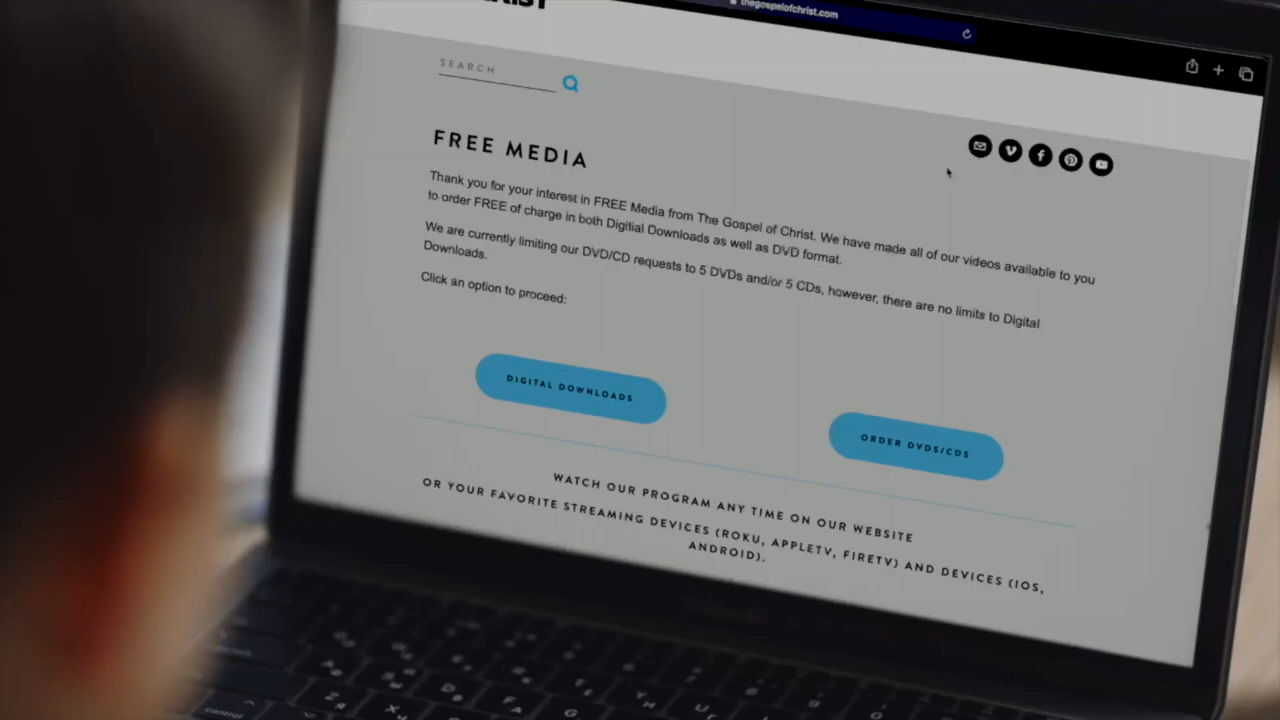 thegospelofchrist.com
SEARCH
FREE MEDIA
Thank you for your interest in FREE Media from The Gospel of Christ. We have made all of our videos available to you
to order FREE of charge in both Digitial Downloads as well as DVD format.
We are currently limiting our DVD/CD requests to 5 DVDs and/or 5 CDs, however, there are no limits to Digital
Downloads.
Click an option to proceed:
DIGITAL DOWNLOADS
ORDER DVDS/CDS
WATCH OUR PROGRAM ANY TIME ON OUR WEBSITE
OR YOUR FAVORITE STREAMING DEVICES (ROKU, APPLETV, FIRETV) AND DEVICES (IOS,
ANDROID).
control